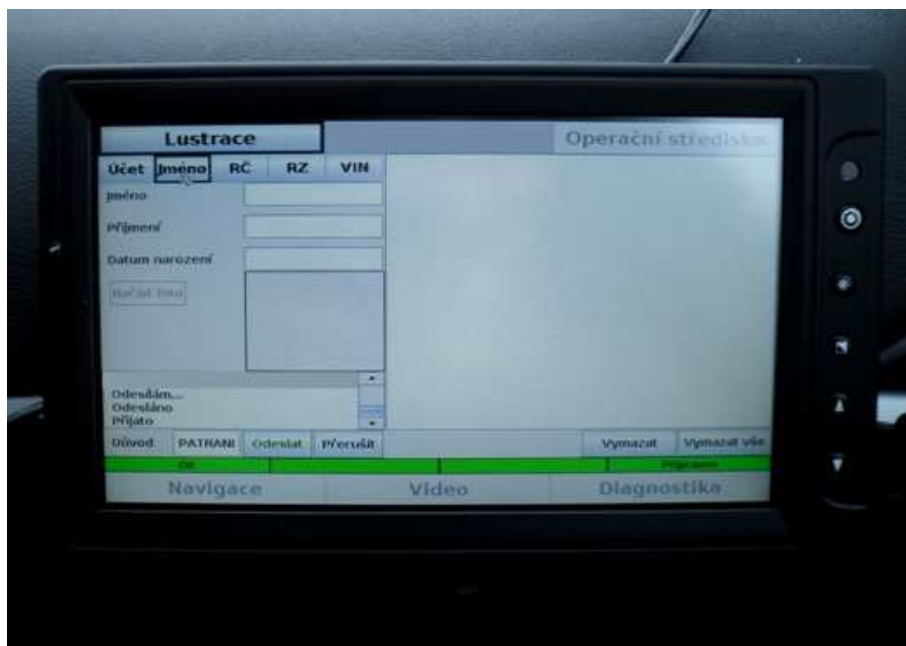 Lustrace Operační středisko
Účet Jméno RČ RZ VIN
Jméno
Příjmení
Datum narození
Načíst foto
Odesílám...
Odesláno
Přijato
Důvod PATRANI Odeslat Přerušit Vymazat Vymazat vše
OK Připraveno
Navigace Video Diagnostika